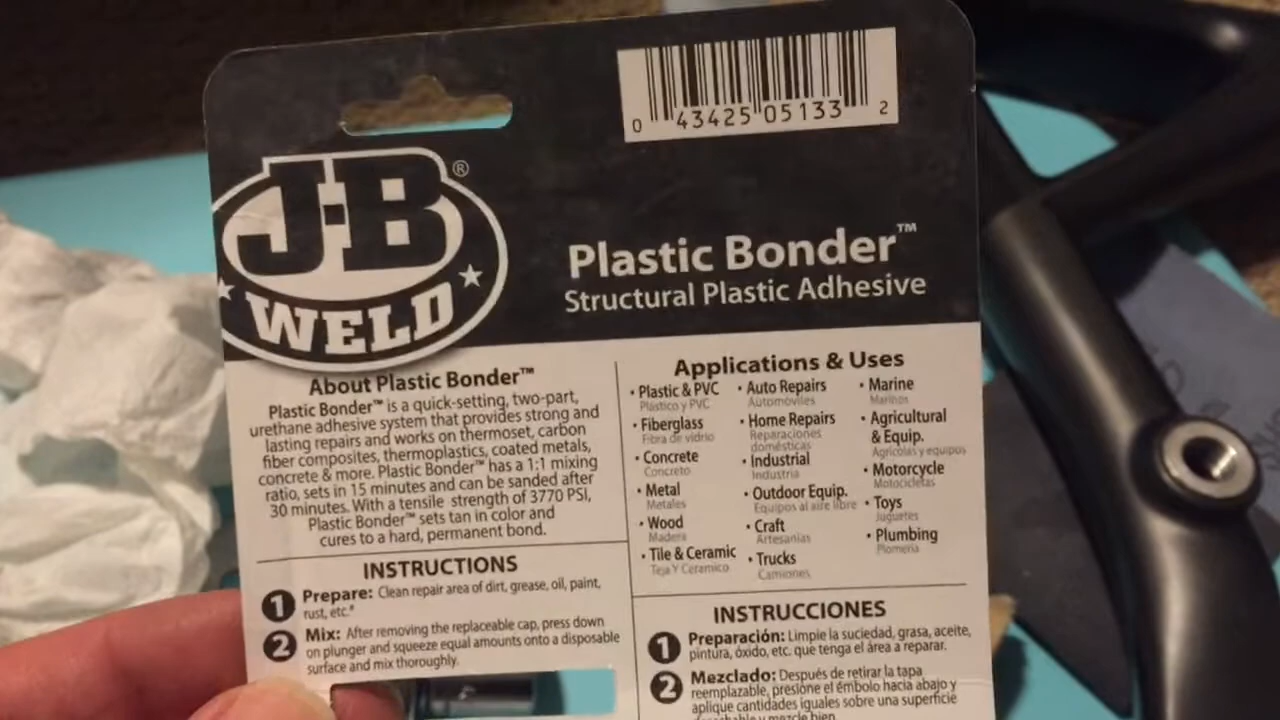 0 43425 05133 2
J-B
®
WELD
Plastic Bonder™
Structural Plastic Adhesive
About Plastic Bonder™
Plastic Bonder™ is a quick-setting, two-part,
urethane adhesive system that provides strong and
lasting repairs and works on thermoset, carbon
fiber composites, thermoplastics, coated metals,
concrete & more. Plastic Bonder™ has a 1:1 mixing
ratio, sets in 15 minutes and can be sanded after
30 minutes. With a tensile strength of 3770 PSI,
Plastic Bonder™ sets tan in color and
cures to a hard, permanent bond.
INSTRUCTIONS
1 Prepare: Clean repair area of dirt, grease, oil, paint,
rust, etc.*
2 Mix: After removing the replaceable cap, press down
on plunger and squeeze equal amounts onto a disposable
surface and mix thoroughly.
Applications & Uses
• Plastic & PVC
Plástico y PVC
• Fiberglass
Fibra de vidrio
• Concrete
Concreto
• Metal
Metales
• Wood
Madera
• Tile & Ceramic
Teja Y Ceramico
• Auto Repairs
Automóviles
• Home Repairs
Reparaciones
domésticas
• Industrial
Industria
• Outdoor Equip.
Equipos al aire libre
• Craft
Artesanías
• Trucks
Camiones
• Marine
Marinos
• Agricultural
& Equip.
Agrícolas y equipos
• Motorcycle
Motocicletas
• Toys
Juguetes
• Plumbing
Plomería
INSTRUCCIONES
1 Preparación: Limpie la suciedad, grasa, aceite,
pintura, óxido, etc. que tenga el área a reparar.
2 Mezclado: Después de retirar la tapa
reemplazable, presione el émbolo hacia abajo y
aplique cantidades iguales sobre una superficie
desechable y mezcle bien.